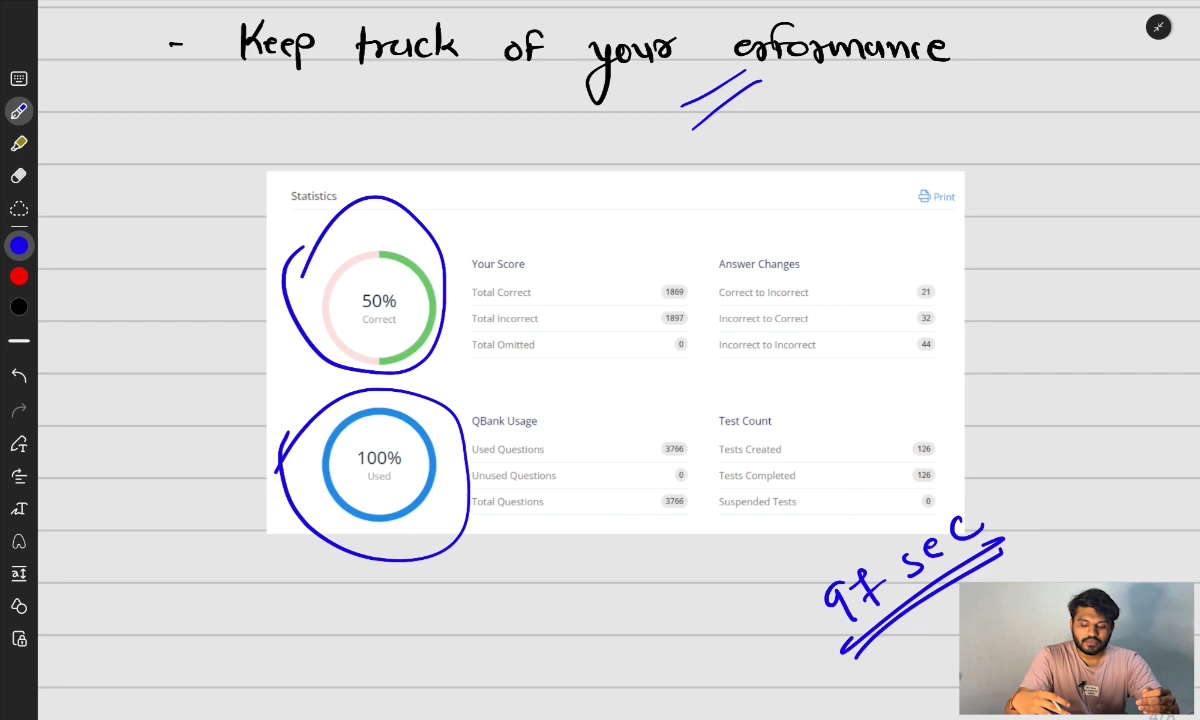 - Keep track of your erformance
Statistics
Print
50%
Correct
Your Score
Total Correct 1869
Total Incorrect 1897
Total Omitted 0
Answer Changes
Correct to Incorrect 21
Incorrect to Correct 32
Incorrect to Incorrect 44
100%
Used
QBank Usage
Used Questions 3766
Unused Questions 0
Total Questions 3766
Test Count
Tests Created 126
Tests Completed 126
Suspended Tests 0
97 sec